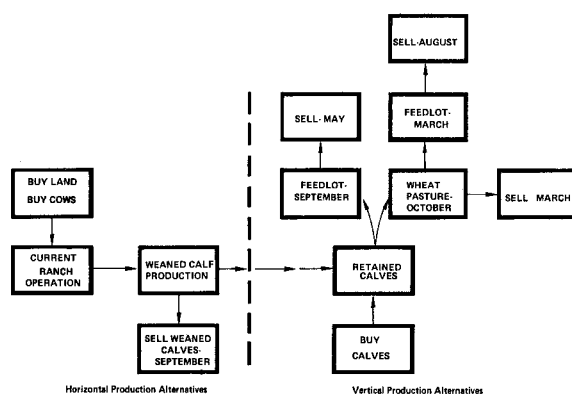 SELL-AUGUST
SELL-MAY
FEEDLOT-
MARCH
BUY LAND
BUY COWS
FEEDLOT-
SEPTEMBER
WHEAT
PASTURE-
OCTOBER
SELL MARCH
CURRENT
RANCH
OPERATION
WEANED CALF
PRODUCTION
RETAINED
CALVES
SELL WEANED
CALVES-
SEPTEMBER
BUY
CALVES
Horizontal Production Alternatives
Vertical Production Alternatives